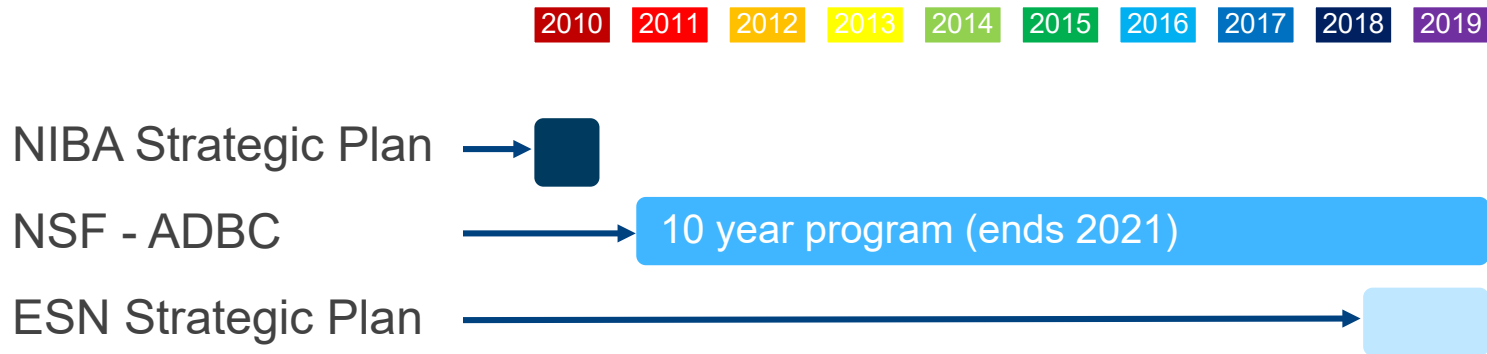 2010 2011 2012 2013 2014 2015 2016 2017 2018 2019
NIBA Strategic Plan
NSF - ADBC 10 year program (ends 2021)
ESN Strategic Plan